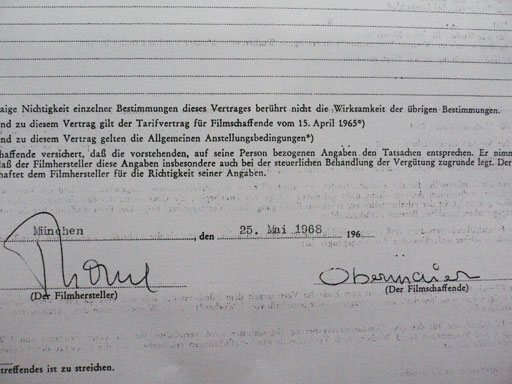 aige Nichtigkeit einzelner Bestimmungen dieses Vertrages berührt nicht die Wirksamkeit der übrigen Bestimmungen.
nd zu diesem Vertrag gilt der Tarifvertrag für Filmschaffende vom 15. April 1965*)
nd zu diesem Vertrag gelten die Allgemeinen Anstellungsbedingungen*)
haffende versichert, daß die vorstehenden, auf seine Person bezogenen Angaben den Tatsachen entsprechen. Er nimm
daß der Filmhersteller diese Angaben insbesondere auch bei der steuerlichen Behandlung der Vergütung zugrunde legt. Der
haftet dem Filmhersteller für die Richtigkeit seiner Angaben.
München , den 25. Mai 1968 196
Obermaier
(Der Filmhersteller) (Der Filmschaffende)
treffendes ist zu streichen.